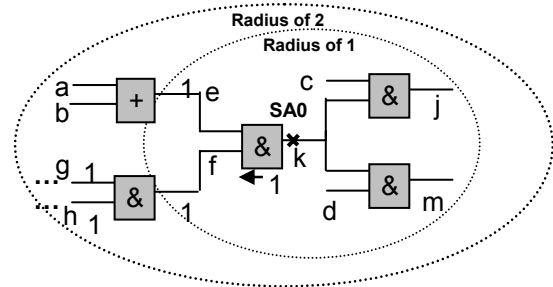 Radius of 2
Radius of 1
a
b
+
1
e
SA0
c
&
j
g
1
...
h
1
...
&
1
f
&
k
1
d
&
m